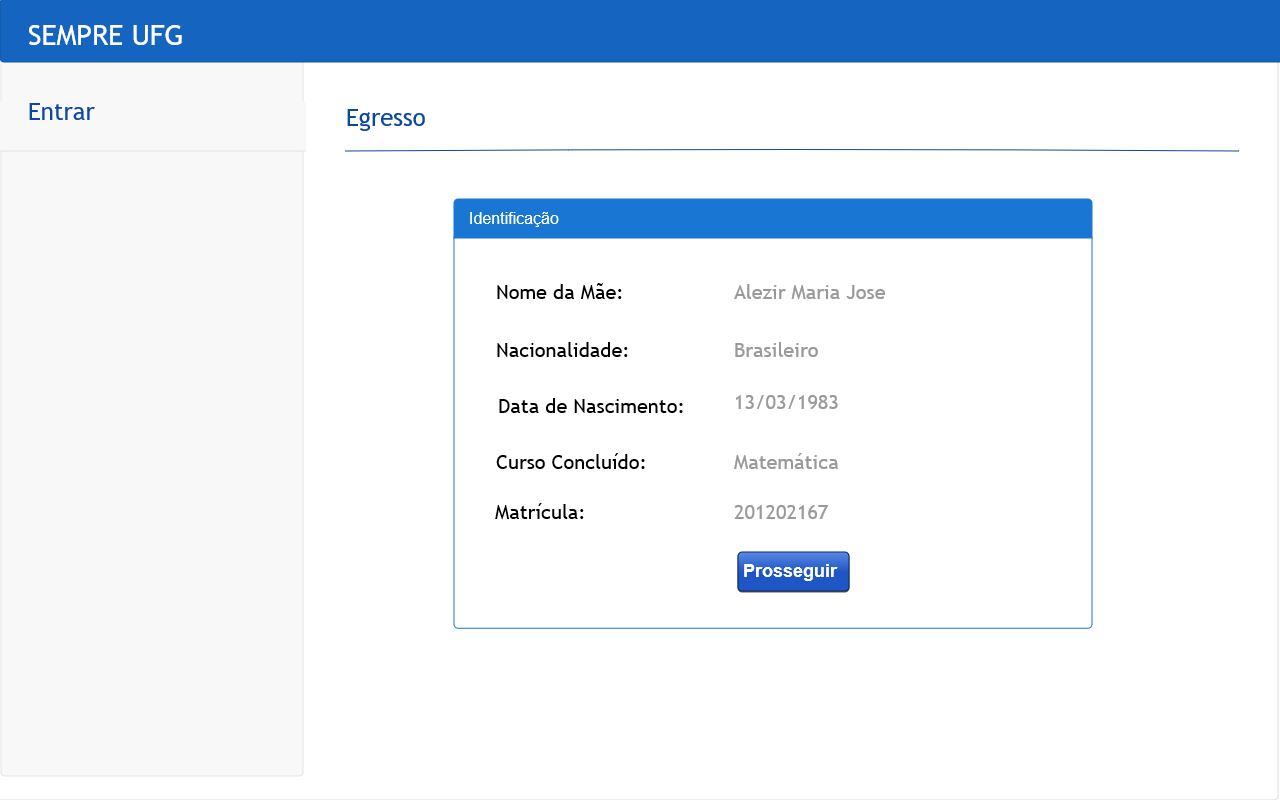 SEMPRE UFG
Entrar
Egresso
Identificação
Nome da Mãe: Alezir Maria Jose
Nacionalidade: Brasileiro
Data de Nascimento: 13/03/1983
Curso Concluído: Matemática
Matrícula: 201202167
Prosseguir